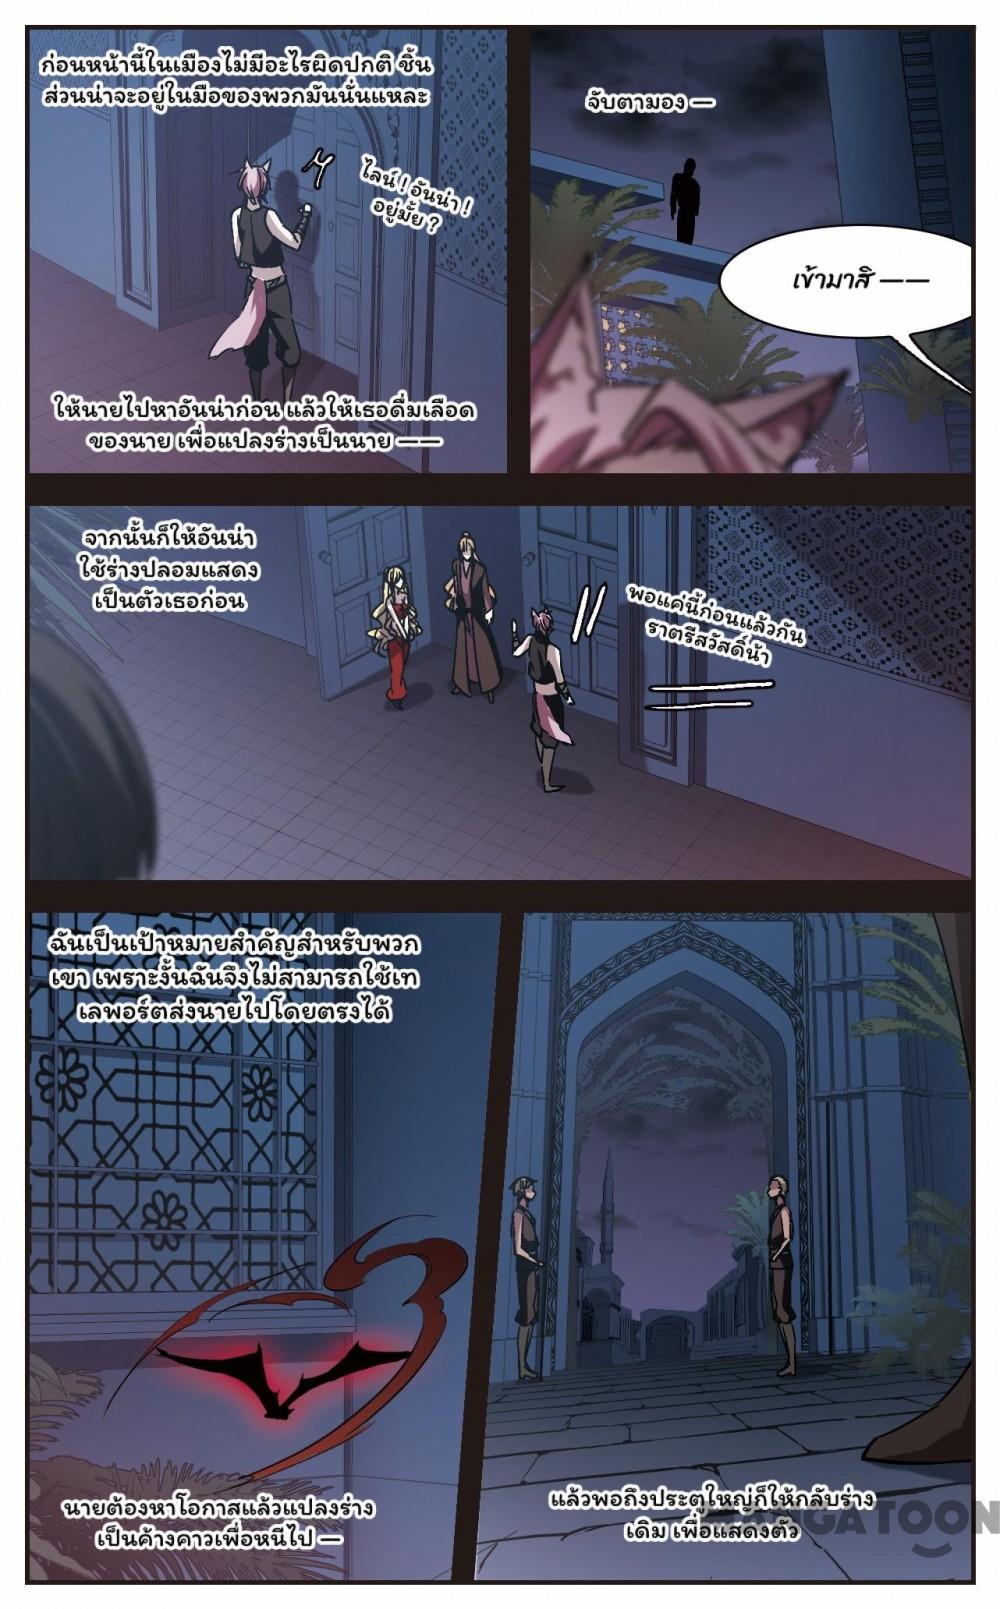 ก่อนหน้านี้ในเมืองไม่มีอะไรผิดปกติ ชิ้น
ส่วนน่าจะอยู่ในมือของพวกมันนั่นแหละ
ไลน์ ! อันน่า !
อยู่มั้ย ?
ให้นายไปหาอันน่าก่อน แล้วให้เธอดื่มเลือด
ของนาย เพื่อแปลงร่างเป็นนาย ——
จับตามอง —
เข้ามาสิ ——
จากนั้นก็ให้อันน่า
ใช้ร่างปลอมแสดง
เป็นตัวเธอก่อน
พอแค่นี้ก่อนแล้วกัน
ราตรีสวัสดิ์น้า
ฉันเป็นเป้าหมายสำคัญสำหรับพวก
เขา เพราะงั้นฉันจึงไม่สามารถใช้เท
เลพอร์ตส่งนายไปโดยตรงได้
นายต้องหาโอกาสแล้วแปลงร่าง
เป็นค้างคาวเพื่อหนีไป —
แล้วพอถึงประตูใหญ่ก็ให้กลับร่าง
เดิม เพื่อแสดงตัว
MANGATOON